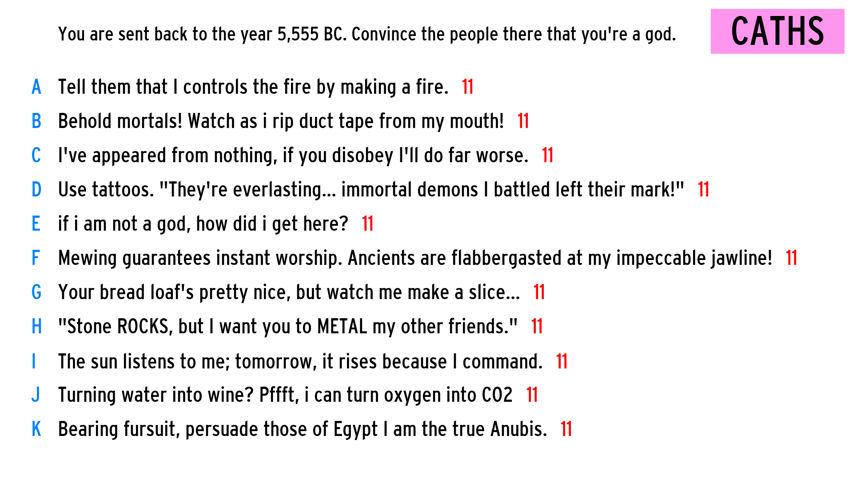 You are sent back to the year 5,555 BC. Convince the people there that you're a god.
CATHS
A Tell them that I controls the fire by making a fire. 11
B Behold mortals! Watch as i rip duct tape from my mouth! 11
C I've appeared from nothing, if you disobey I'll do far worse. 11
D Use tattoos. "They're everlasting... immortal demons I battled left their mark!" 11
E if i am not a god, how did i get here? 11
F Mewing guarantees instant worship. Ancients are flabbergasted at my impeccable jawline! 11
G Your bread loaf's pretty nice, but watch me make a slice... 11
H "Stone ROCKS, but I want you to METAL my other friends." 11
I The sun listens to me; tomorrow, it rises because I command. 11
J Turning water into wine? Pffft, i can turn oxygen into CO2 11
K Bearing fursuit, persuade those of Egypt I am the true Anubis. 11